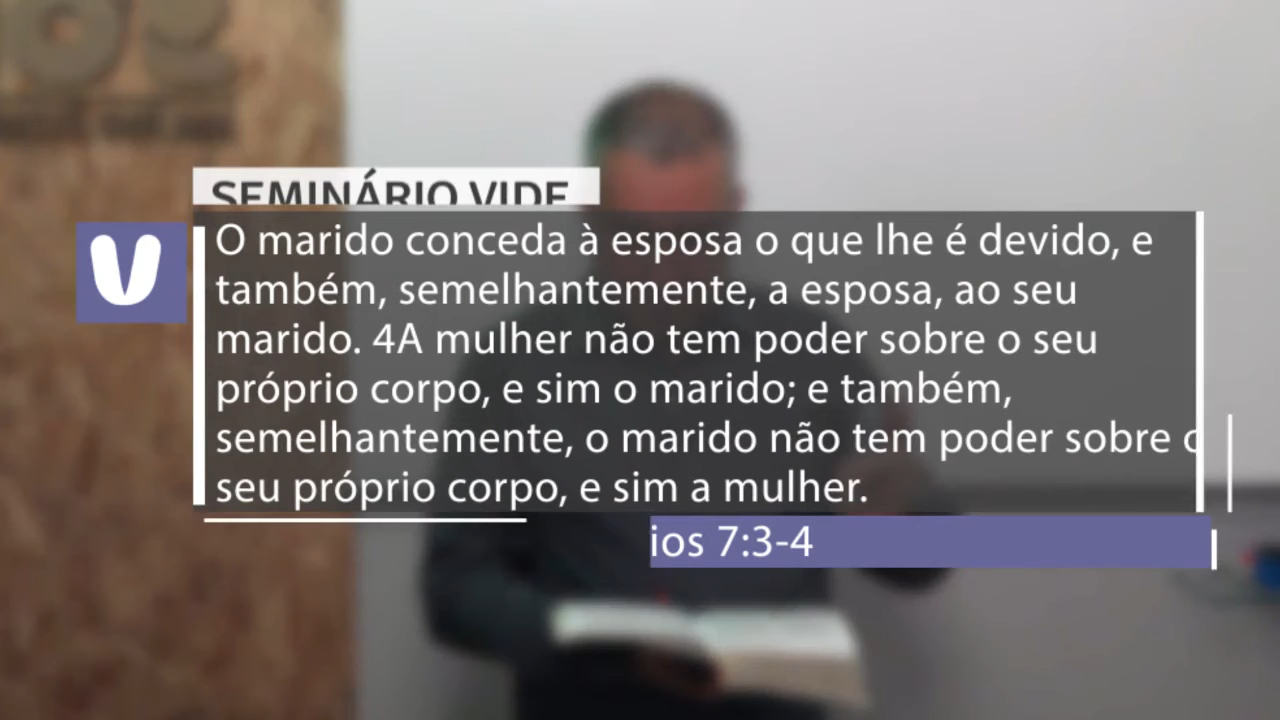 SEMINÁRIO VIDE
O marido conceda à esposa o que lhe é devido, e
também, semelhantemente, a esposa, ao seu
marido. 4A mulher não tem poder sobre o seu
próprio corpo, e sim o marido; e também,
semelhantemente, o marido não tem poder sobre o
seu próprio corpo, e sim a mulher.
ios 7:3-4